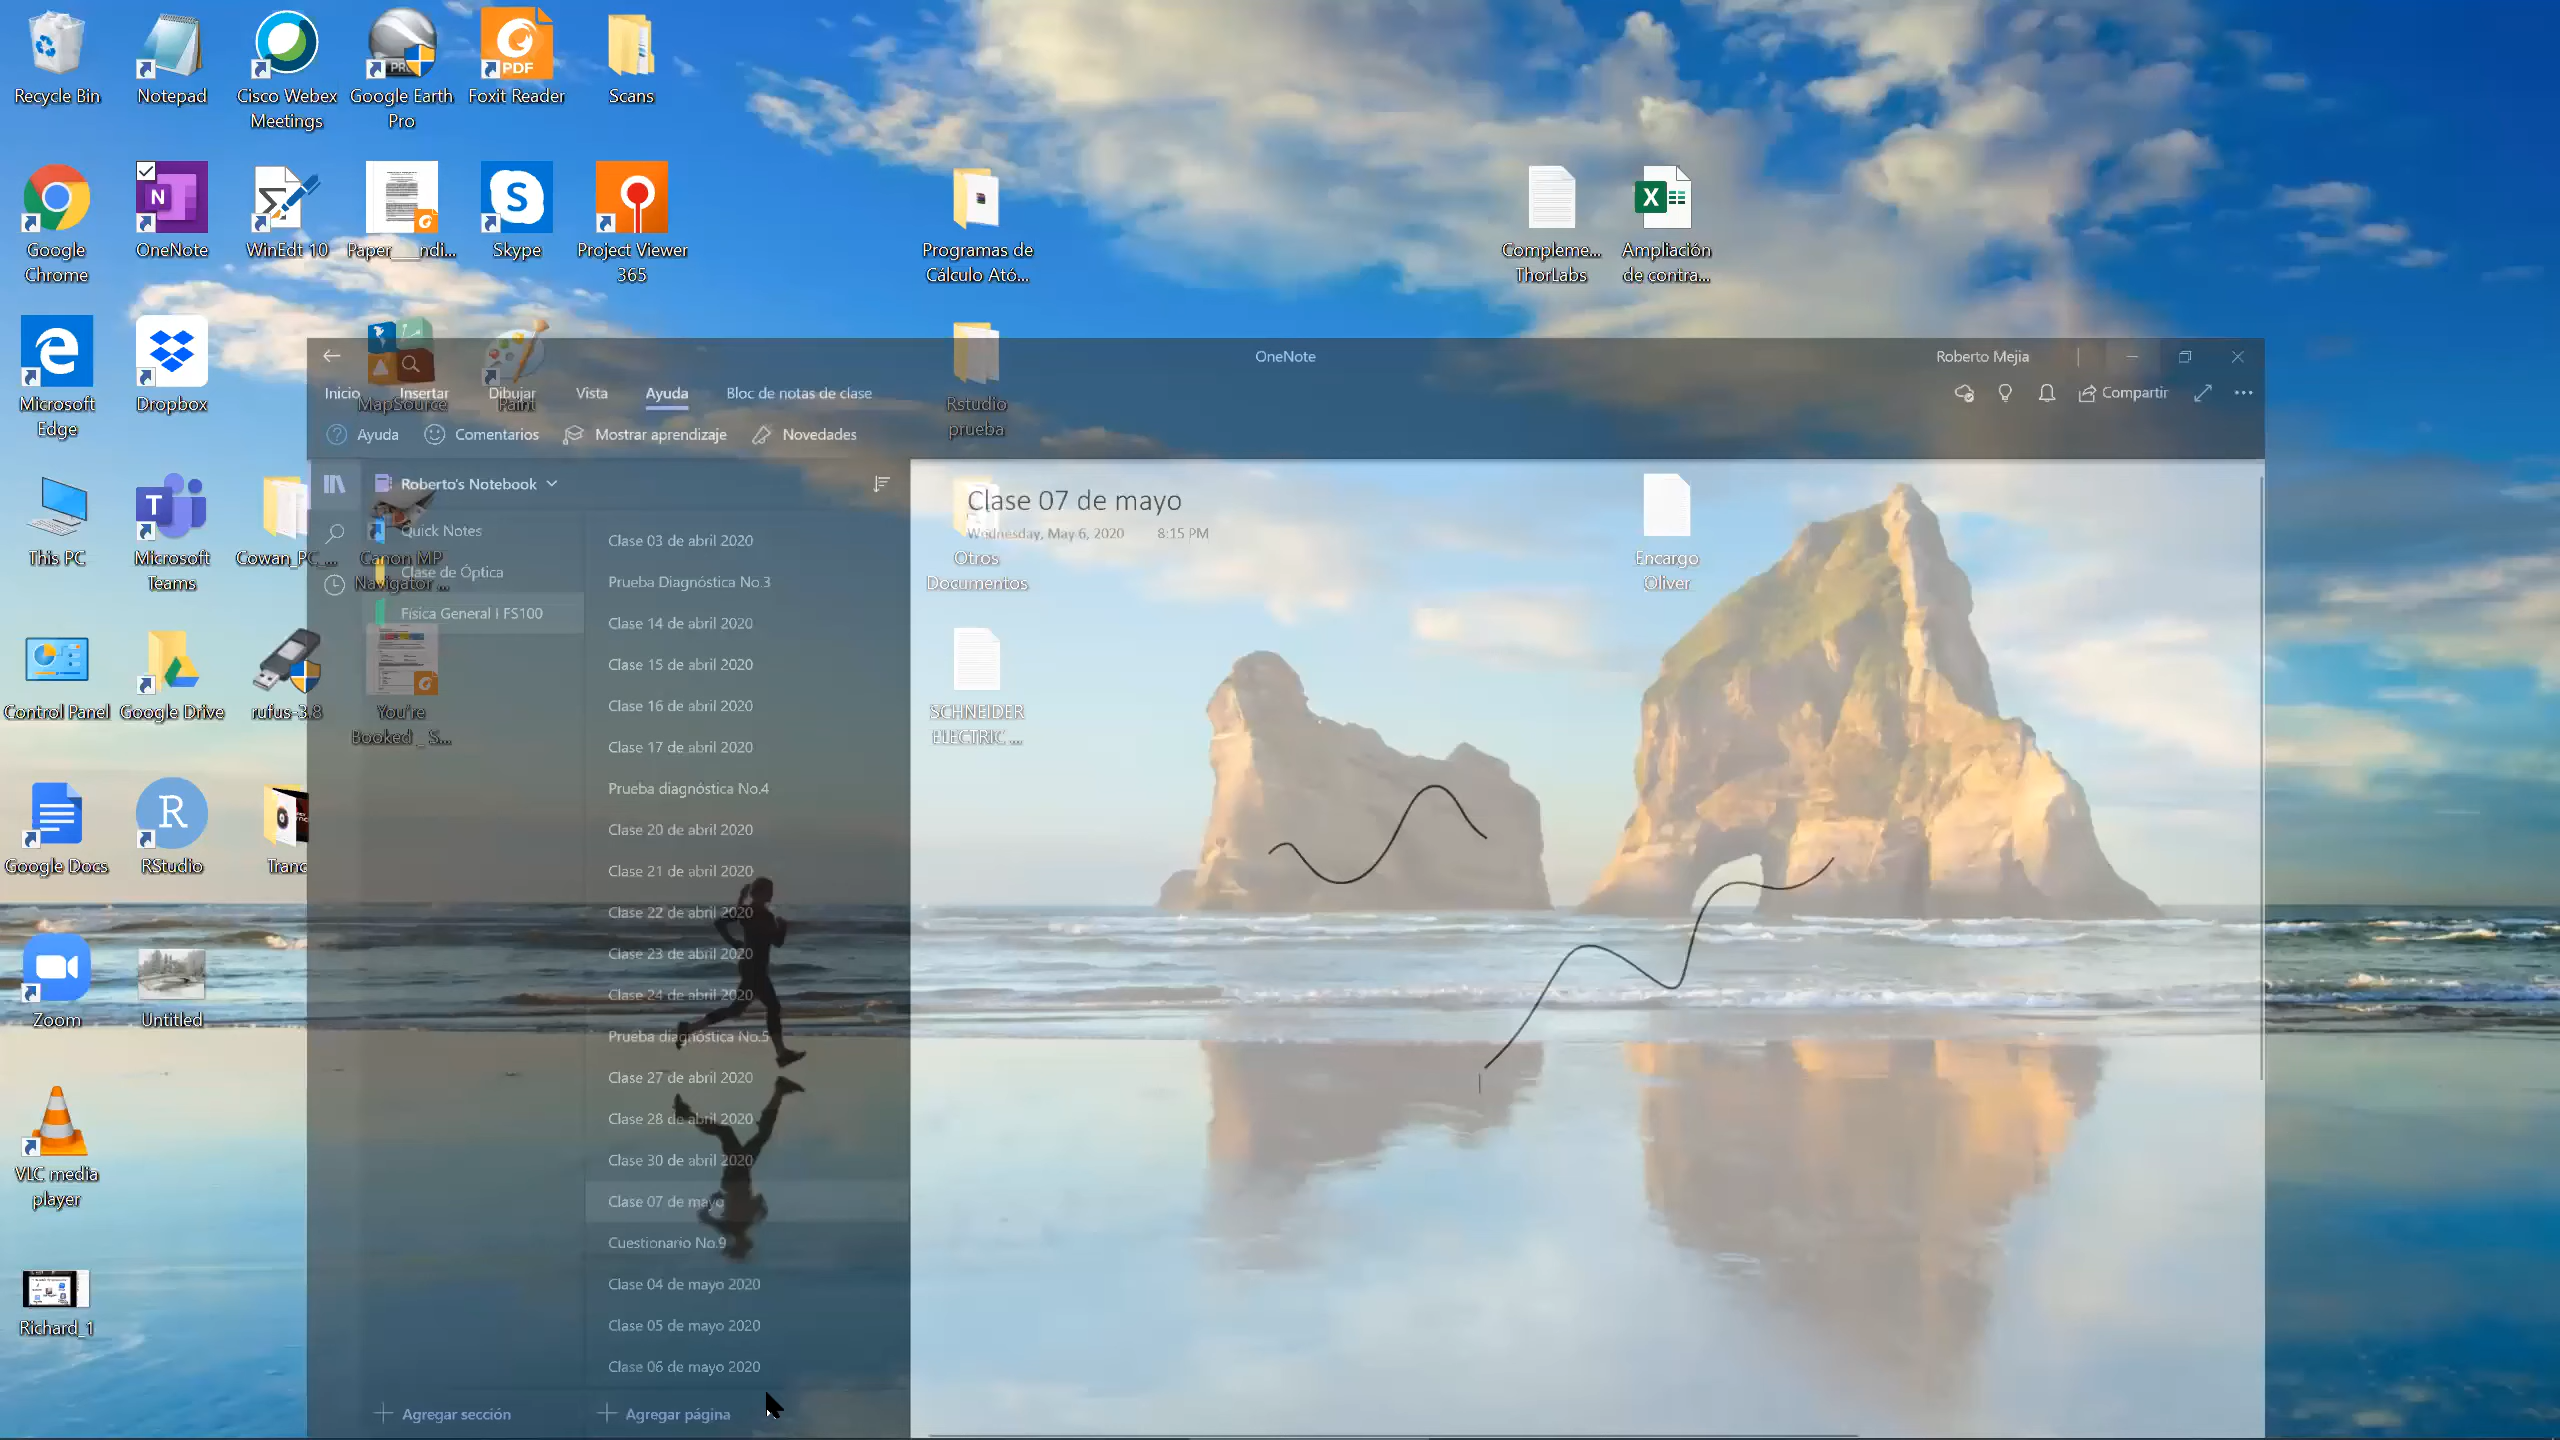 Recycle Bin
Notepad
Cisco Webex
Meetings
Google Earth
Pro
Foxit Reader
PDF
Scans
Google
Chrome
OneNote
WinEdt 10
Paper___ndi...
Skype
Project Viewer
365
Programas de
Cálculo Ató...
Compleme...
ThorLabs
Ampliación
de contra...
Microsoft
Edge
Dropbox
MapSource
Paint
Rstudio
prueba
This PC
Microsoft
Teams
Cowan_PC_...
Canon MP
Navigator ...
Otros
Documentos
Encargo
Oliver
Control Panel
Google Drive
rufus-3.8
You're
Booked _ S...
SCHNEIDER
ELECTRIC ...
Google Docs
RStudio
Tranc
Zoom
Untitled
VLC media
player
Richard_1
OneNote
Roberto Mejia
Inicio
Insertar
Dibujar
Vista
Ayuda
Bloc de notas de clase
Compartir
Ayuda
Comentarios
Mostrar aprendizaje
Novedades
Roberto's Notebook
Quick Notes
Clase de Óptica
Física General I FS100
Clase 03 de abril 2020
Prueba Diagnóstica No.3
Clase 14 de abril 2020
Clase 15 de abril 2020
Clase 16 de abril 2020
Clase 17 de abril 2020
Prueba diagnóstica No.4
Clase 20 de abril 2020
Clase 21 de abril 2020
Clase 22 de abril 2020
Clase 23 de abril 2020
Clase 24 de abril 2020
Prueba diagnóstica No.5
Clase 27 de abril 2020
Clase 28 de abril 2020
Clase 30 de abril 2020
Clase 07 de mayo
Cuestionario No.9
Clase 04 de mayo 2020
Clase 05 de mayo 2020
Clase 06 de mayo 2020
Agregar sección
Agregar página
Clase 07 de mayo
Wednesday, May 6, 2020 8:15 PM